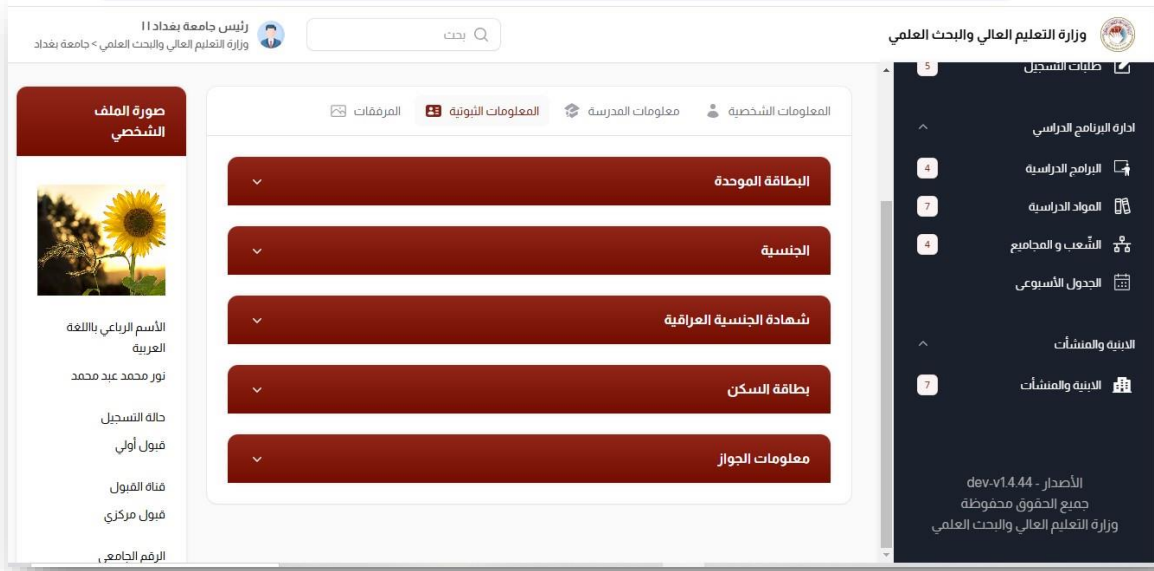 وزارة التعليم العالي والبحث العلمي
بحث
رئيس جامعة بغداد ا ا
وزارة التعليم العالي والبحث العلمي > جامعة بغداد
طلبات التسجيل
5
ادارة البرنامج الدراسي
البرامج الدراسية
4
المواد الدراسية
7
الشّعب و المجاميع
4
الجدول الأسبوعي
الابنية والمنشأت
الابنية والمنشأت
7
الأصدار - dev-v1.4.44
جميع الحقوق محفوظة
وزارة التعليم العالي والبحث العلمي
المعلومات الشخصية
معلومات المدرسة
المعلومات الثبوتية
المرفقات
البطاقة الموحدة
الجنسية
شهادة الجنسية العراقية
بطاقة السكن
معلومات الجواز
صورة الملف
الشخصي
الأسم الرباعي بااللغة
العربية
نور محمد عبد محمد
حالة التسجيل
قبول أولي
قناة القبول
قبول مركزي
الرقم الجامعي